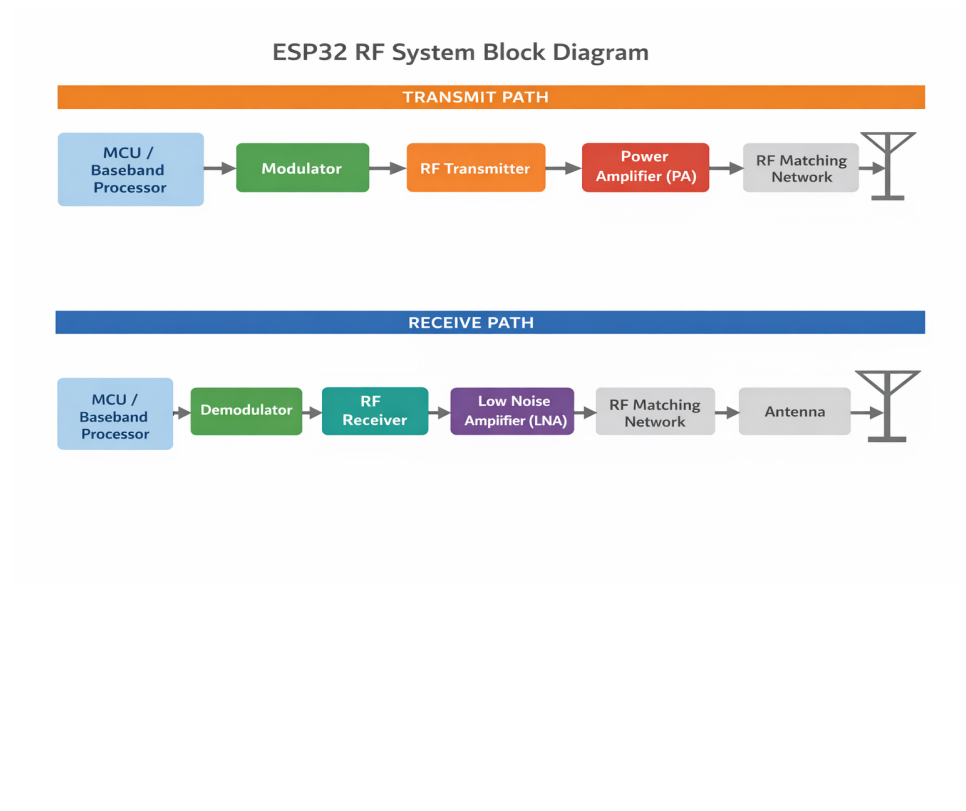 ESP32 RF System Block Diagram
TRANSMIT PATH
MCU /
Baseband
Processor
Modulator
RF Transmitter
Power
Amplifier (PA)
RF Matching
Network
RECEIVE PATH
MCU /
Baseband
Processor
Demodulator
RF
Receiver
Low Noise
Amplifier (LNA)
RF Matching
Network
Antenna